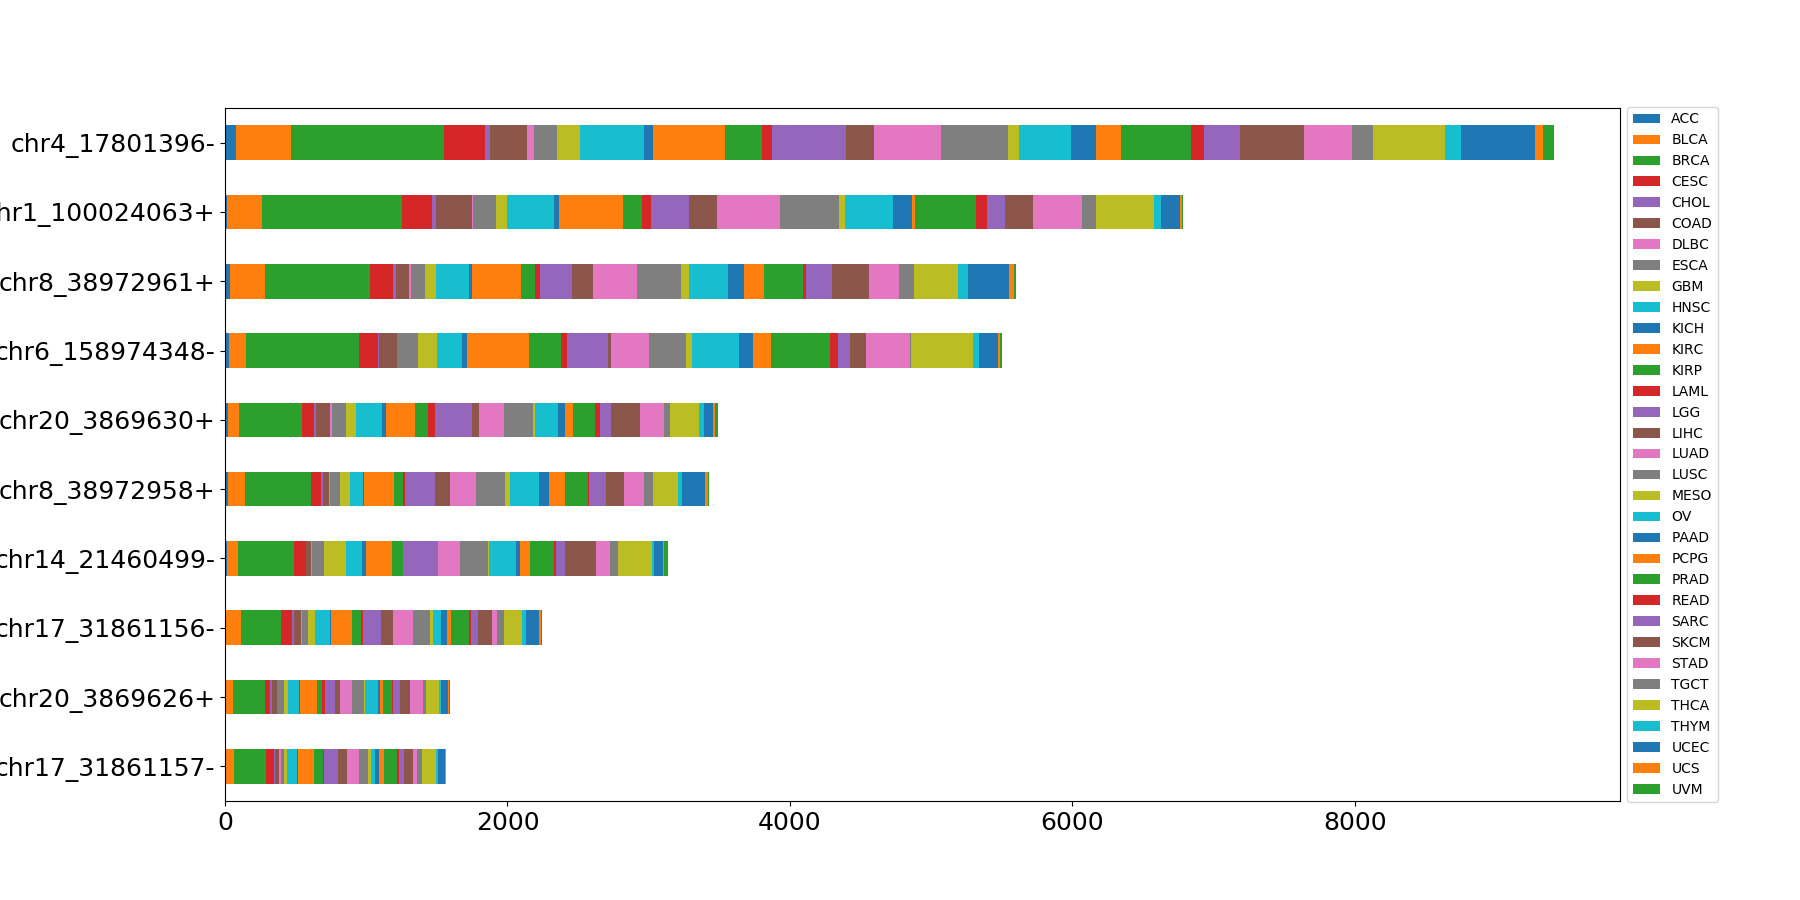 chr4_17801396-
hr1_100024063+
chr8_38972961+
chr6_158974348-
chr20_3869630+
chr8_38972958+
chr14_21460499-
chr17_31861156-
chr20_3869626+
chr17_31861157-
0 2000 4000 6000 8000
ACC
BLCA
BRCA
CESC
CHOL
COAD
DLBC
ESCA
GBM
HNSC
KICH
KIRC
KIRP
LAML
LGG
LIHC
LUAD
LUSC
MESO
OV
PAAD
PCPG
PRAD
READ
SARC
SKCM
STAD
TGCT
THCA
THYM
UCEC
UCS
UVM